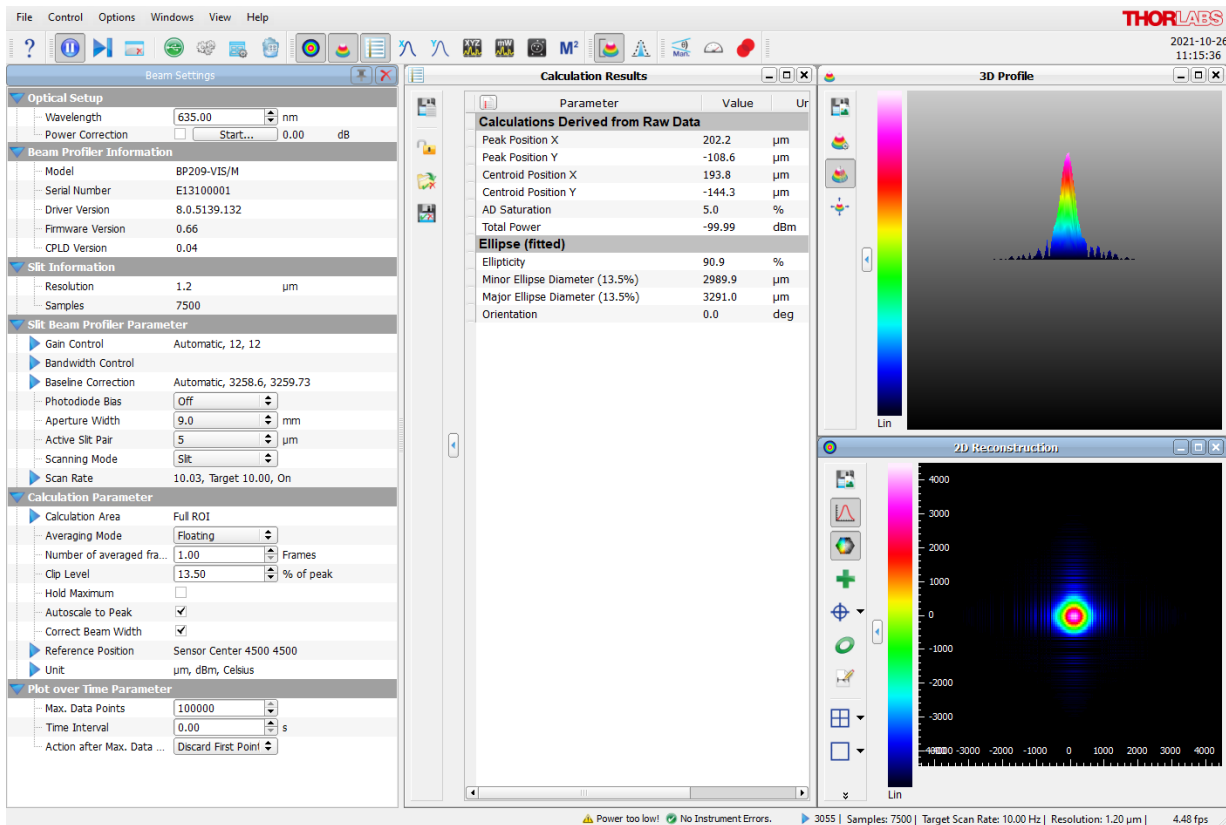 File Control Options Windows View Help
THORLABS
? XYZ mW M² Mark
2021-10-26
11:15:36
Beam Settings
Optical Setup
Wavelength 635.00 nm
Power Correction Start... 0.00 dB
Beam Profiler Information
Model BP209-VIS/M
Serial Number E13100001
Driver Version 8.0.5139.132
Firmware Version 0.66
CPLD Version 0.04
Slit Information
Resolution 1.2 µm
Samples 7500
Slit Beam Profiler Parameter
Gain Control Automatic, 12, 12
Bandwidth Control
Baseline Correction Automatic, 3258.6, 3259.73
Photodiode Bias Off
Aperture Width 9.0 mm
Active Slit Pair 5 µm
Scanning Mode Slit
Scan Rate 10.03, Target 10.00, On
Calculation Parameter
Calculation Area Full ROI
Averaging Mode Floating
Number of averaged fra... 1.00 Frames
Clip Level 13.50 % of peak
Hold Maximum
Autoscale to Peak
Correct Beam Width
Reference Position Sensor Center 4500 4500
Unit µm, dBm, Celsius
Plot over Time Parameter
Max. Data Points 100000
Time Interval 0.00 s
Action after Max. Data ... Discard First Point
Calculation Results
Parameter Value Un
Calculations Derived from Raw Data
Peak Position X 202.2 µm
Peak Position Y -108.6 µm
Centroid Position X 193.8 µm
Centroid Position Y -144.3 µm
AD Saturation 5.0 %
Total Power -99.99 dBm
Ellipse (fitted)
Ellipticity 90.9 %
Minor Ellipse Diameter (13.5%) 2989.9 µm
Major Ellipse Diameter (13.5%) 3291.0 µm
Orientation 0.0 deg
3D Profile
Lin
2D Reconstruction
4000
3000
2000
1000
0
-1000
-2000
-3000
-3000 -2000 -1000 0 1000 2000 3000 4000
Lin
Power too low! No Instrument Errors. 3055 | Samples: 7500 | Target Scan Rate: 10.00 Hz | Resolution: 1.20 µm | 4.48 fps